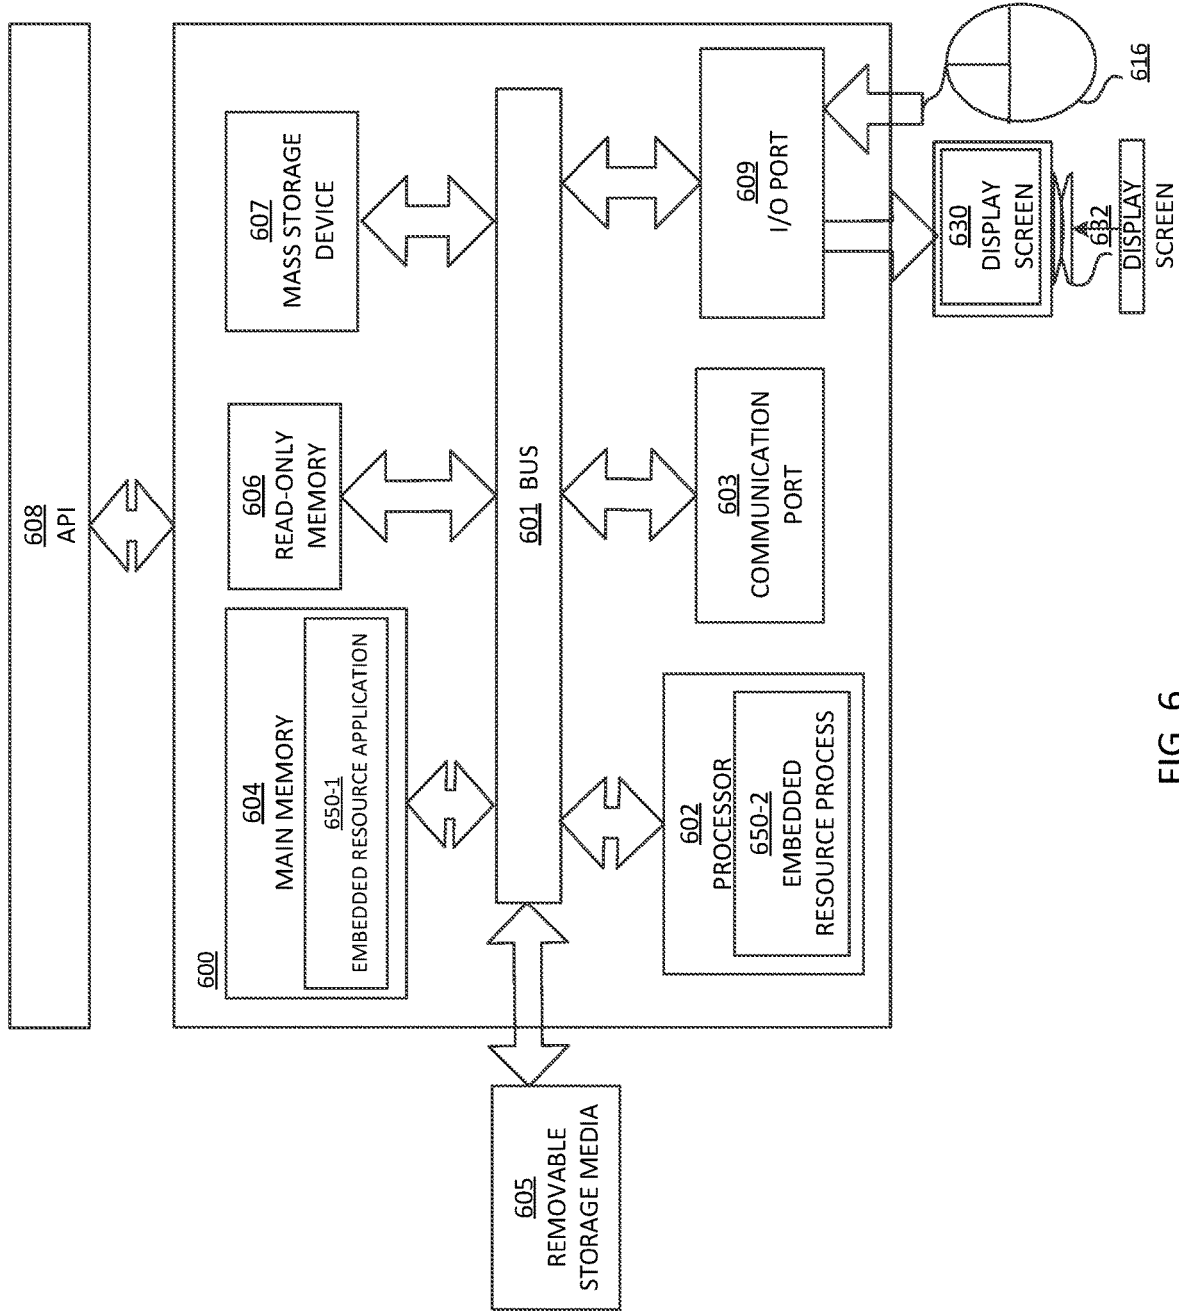 608
API
600
604
MAIN MEMORY
650-1
EMBEDDED RESOURCE APPLICATION
606
READ-ONLY
MEMORY
607
MASS STORAGE
DEVICE
605
REMOVABLE
STORAGE MEDIA
601 BUS
602
PROCESSOR
650-2
EMBEDDED
RESOURCE PROCESS
603
COMMUNICATION
PORT
609
I/O PORT
630
DISPLAY
SCREEN
632
DISPLAY
SCREEN
616
FIG. 6